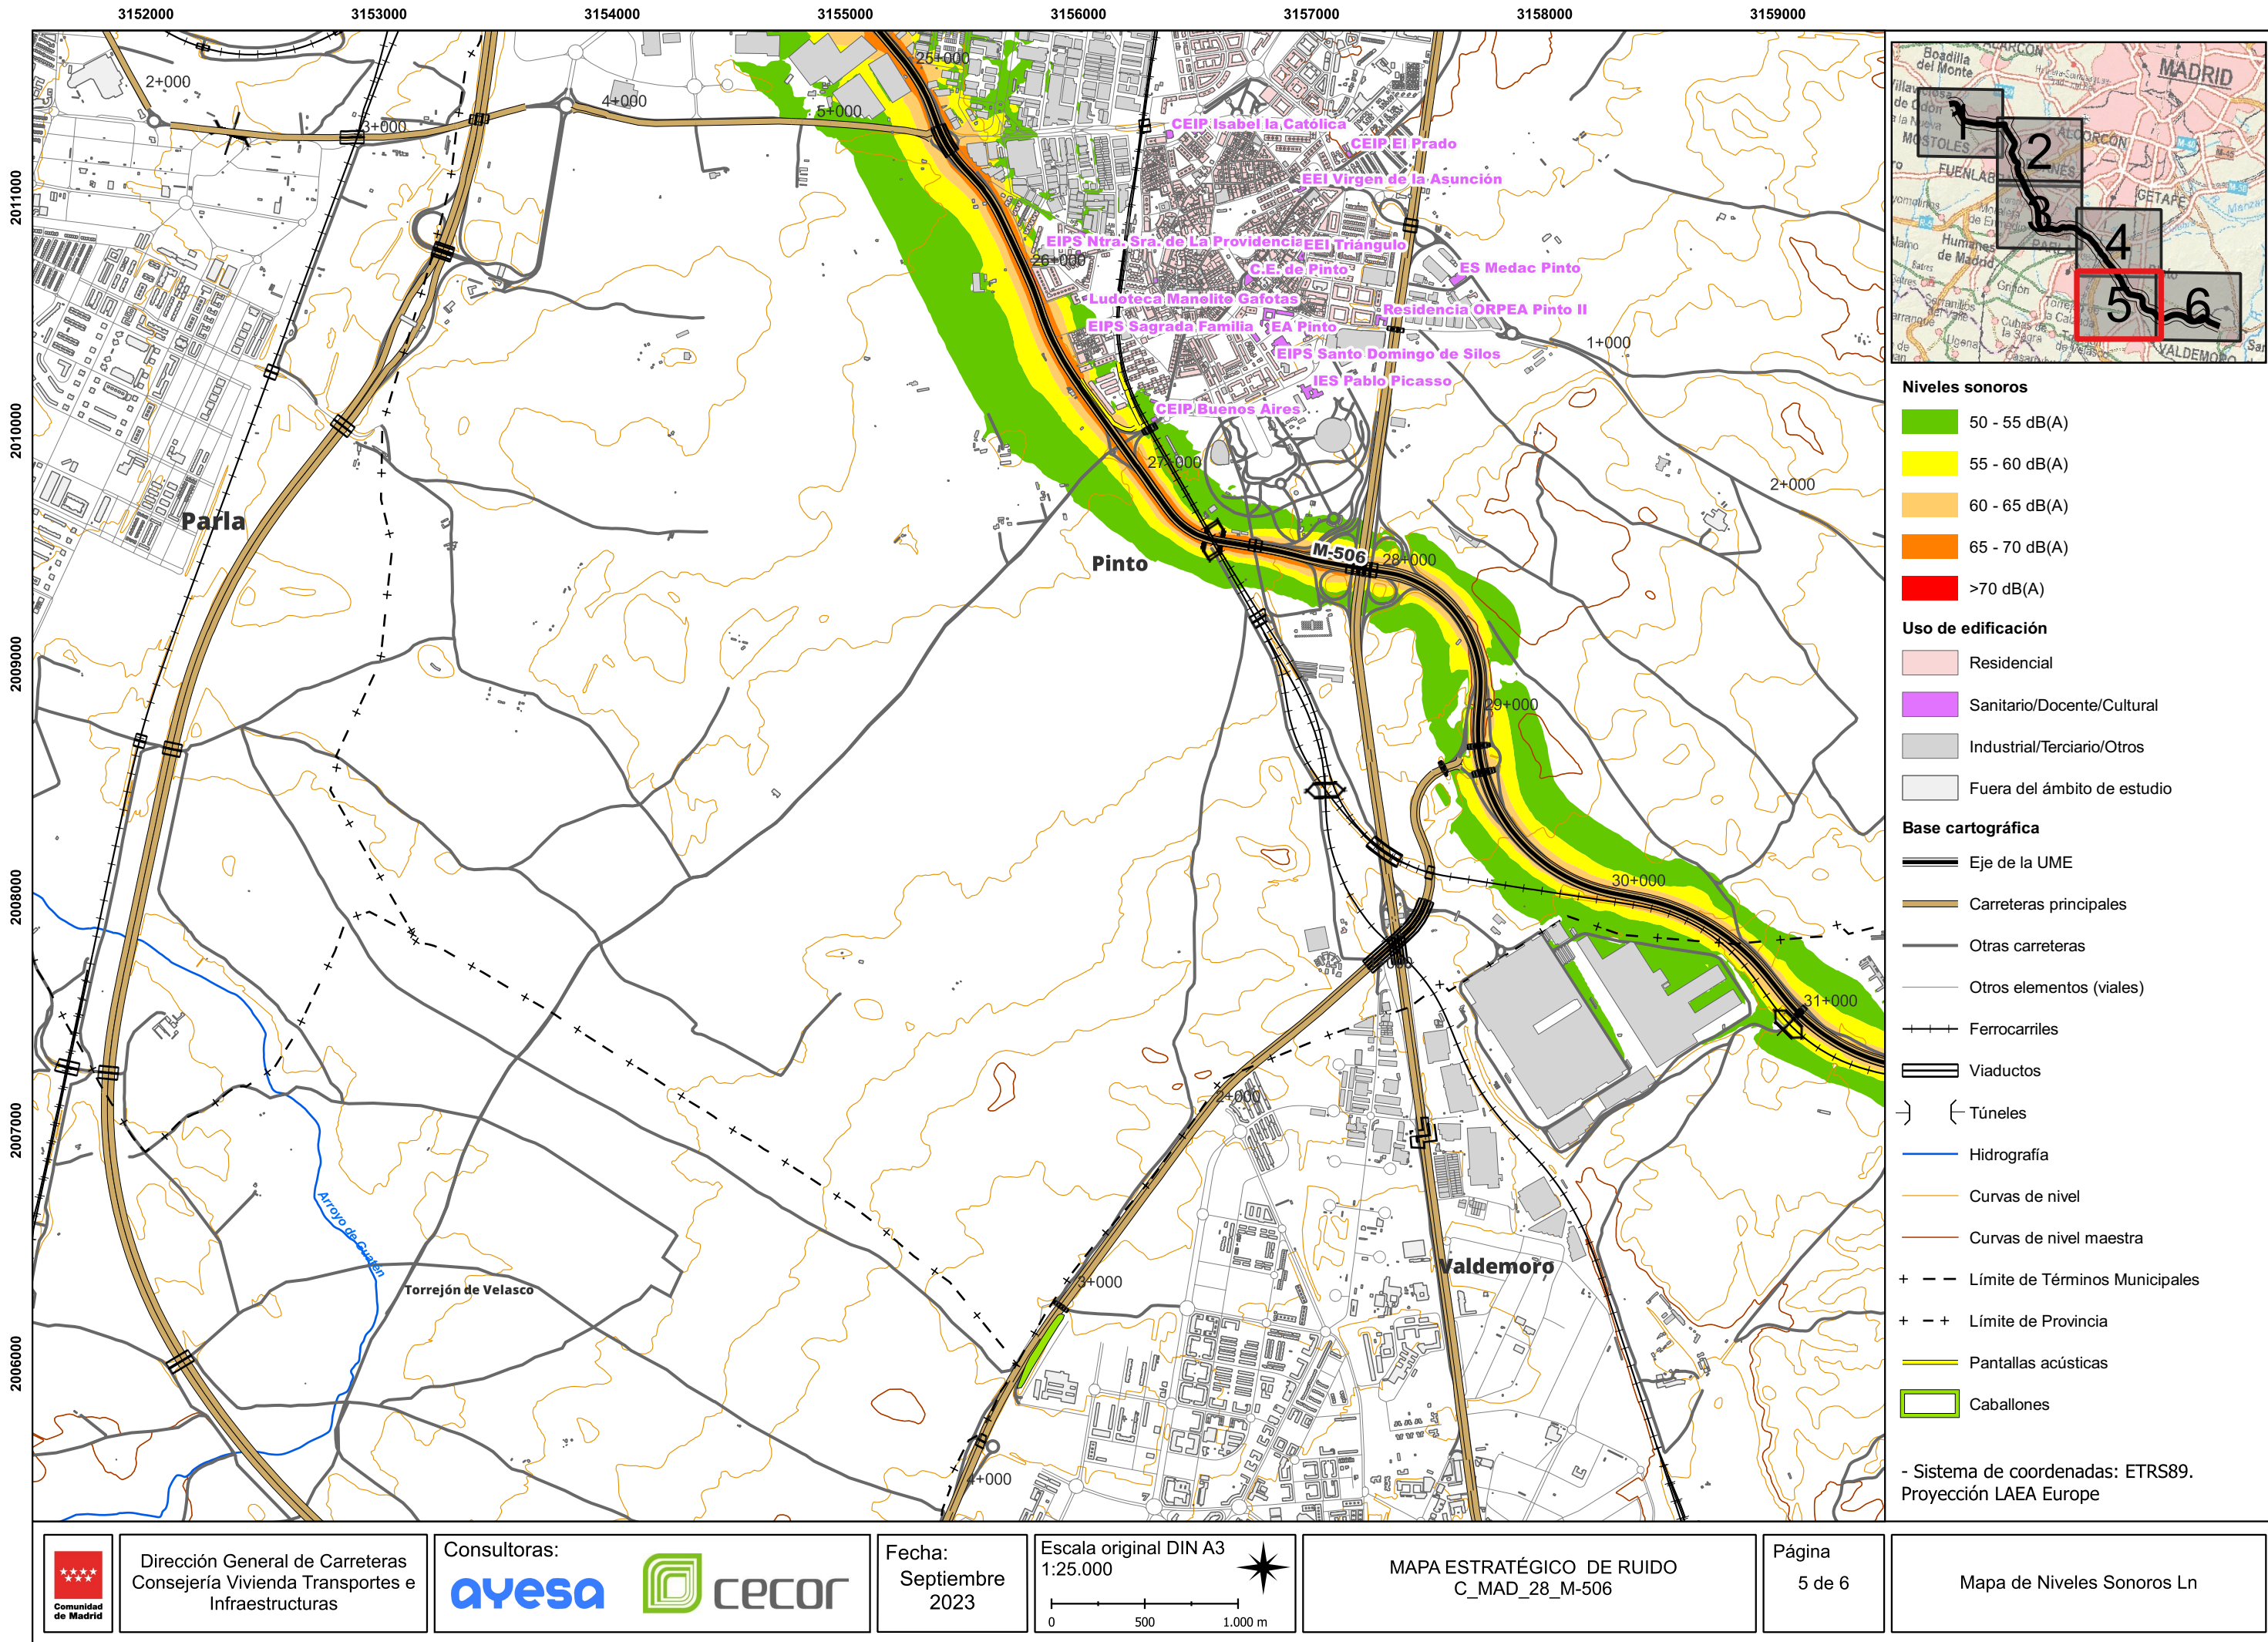 3152000 3153000 3154000 3155000 3156000 3157000 3158000 3159000
2011000
2010000
2009000
2008000
2007000
2006000
2+000
3+000
4+000
5+000
25+000
CEIP Isabel la Católica
CEIP El Prado
EEI Virgen de la Asunción
EIPS Ntra. Sra. de La Providencia
EEI Triángulo
26+000
C.E. de Pinto
ES Medac Pinto
Ludoteca Manolito Gafotas
Residencia ORPEA Pinto II
EIPS Sagrada Familia
EA Pinto
1+000
EIPS Santo Domingo de Silos
IES Pablo Picasso
CEIP Buenos Aires
27+000
2+000
Parla
Pinto
M-506
28+000
29+000
30+000
31+000
2+000
Arroyo de Guatén
Torrejón de Velasco
3+000
Valdemoro
4+000
Boadilla
del Monte
ALCORCÓN
MADRID
MOSTOLES
GETAFE
Humanes
de Madrid
VALDEMORO
1
2
3
4
5
6
Niveles sonoros
50 - 55 dB(A)
55 - 60 dB(A)
60 - 65 dB(A)
65 - 70 dB(A)
>70 dB(A)
Uso de edificación
Residencial
Sanitario/Docente/Cultural
Industrial/Terciario/Otros
Fuera del ámbito de estudio
Base cartográfica
Eje de la UME
Carreteras principales
Otras carreteras
Otros elementos (viales)
Ferrocarriles
Viaductos
Túneles
Hidrografía
Curvas de nivel
Curvas de nivel maestra
Límite de Términos Municipales
Límite de Provincia
Pantallas acústicas
Caballones
- Sistema de coordenadas: ETRS89.
Proyección LAEA Europe
Comunidad
de Madrid
Dirección General de Carreteras
Consejería Vivienda Transportes e
Infraestructuras
Consultoras:
ayesa
cecor
Fecha:
Septiembre
2023
Escala original DIN A3
1:25.000
0 500 1.000 m
MAPA ESTRATÉGICO DE RUIDO
C_MAD_28_M-506
Página
5 de 6
Mapa de Niveles Sonoros Ln